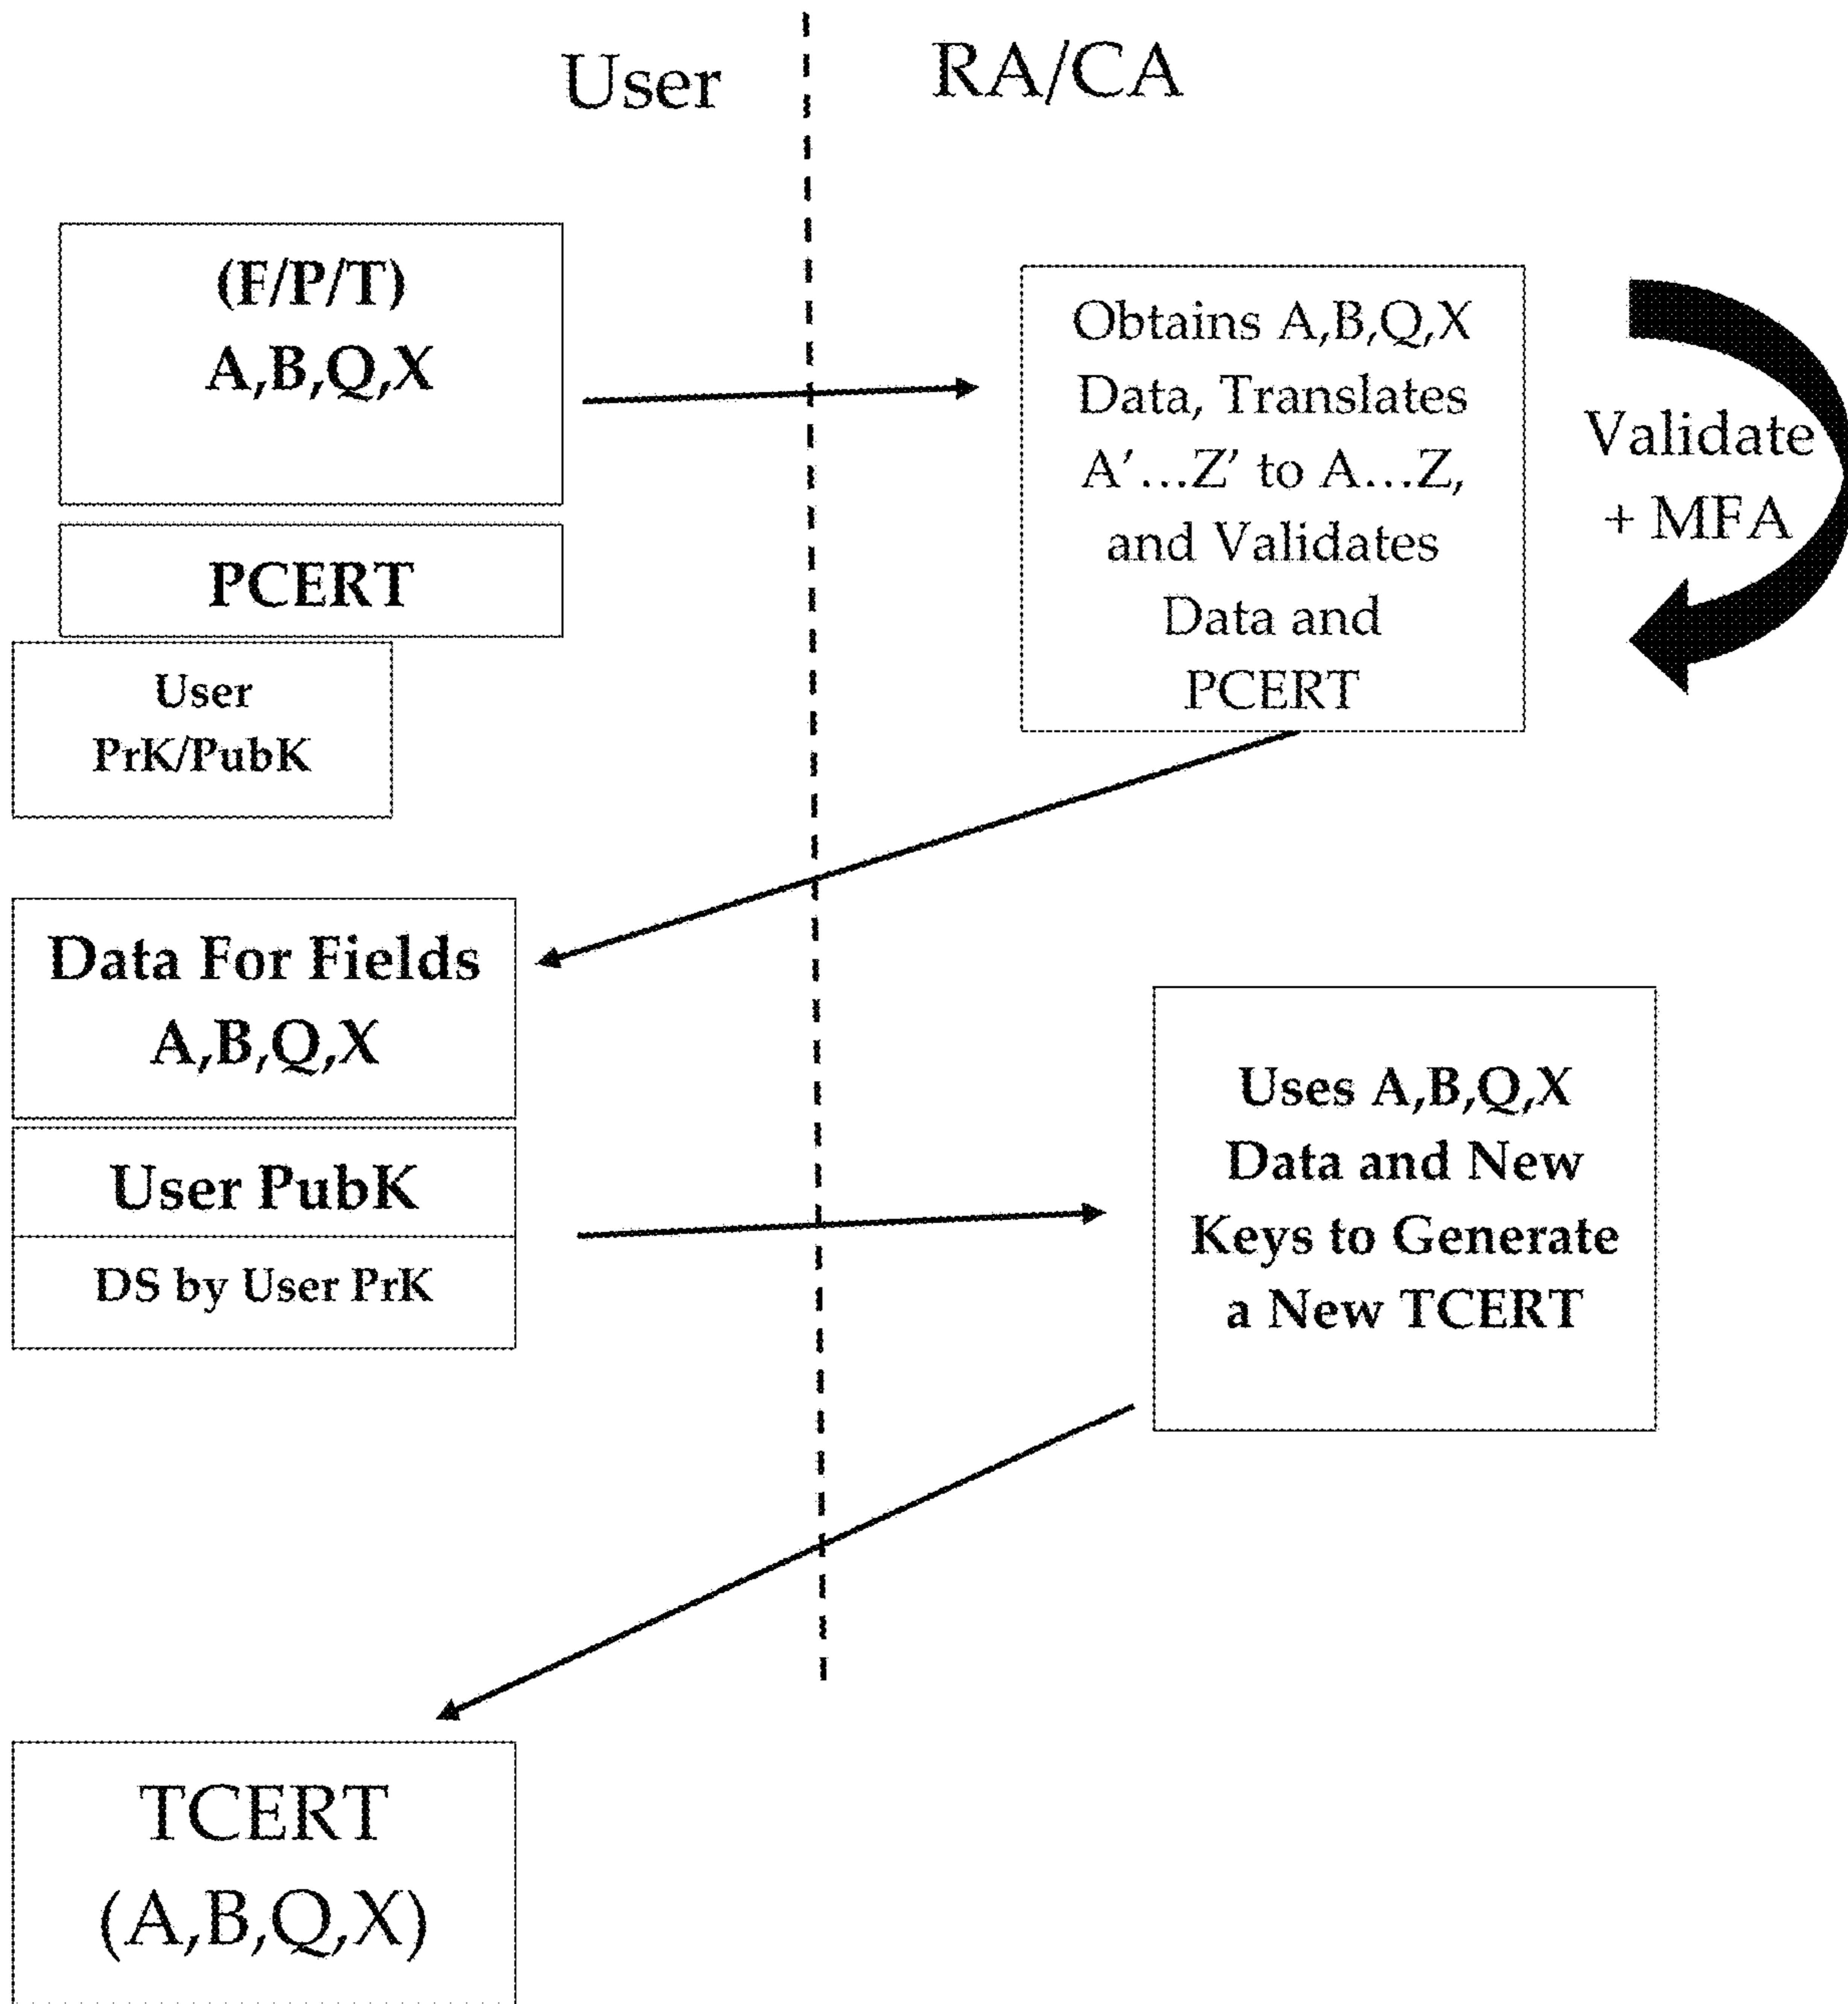 User
RA/CA
(F/P/T)
A,B,Q,X
PCERT
User
PrK/PubK
Obtains A,B,Q,X
Data, Translates
A’…Z’ to A…Z,
and Validates
Data and
PCERT
Validate
+ MFA
Data For Fields
A,B,Q,X
User PubK
DS by User PrK
Uses A,B,Q,X
Data and New
Keys to Generate
a New TCERT
TCERT
(A,B,Q,X)